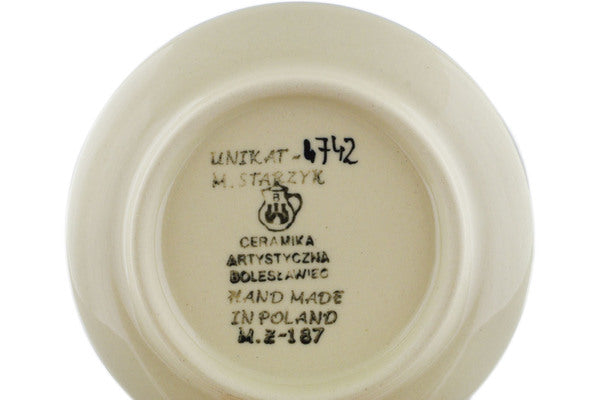 UNIKAT-4742
M. STARZYK
B
CERAMIKA
ARTYSTYCZNA
BOLESŁAWIEC
HAND MADE
IN POLAND
M.Z-187